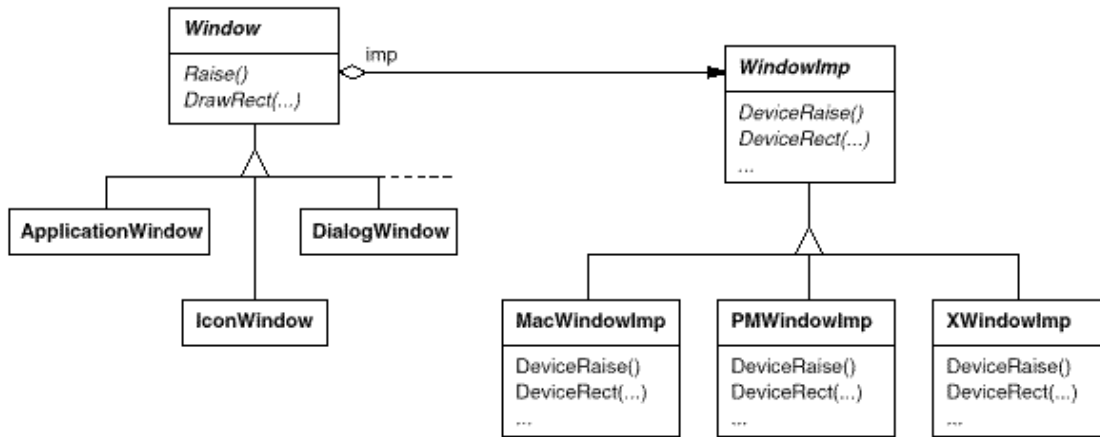 Window
Raise()
DrawRect(...)
imp
WindowImp
DeviceRaise()
DeviceRect(...)
...
ApplicationWindow
DialogWindow
IconWindow
MacWindowImp
DeviceRaise()
DeviceRect(...)
...
PMWindowImp
DeviceRaise()
DeviceRect(...)
...
XWindowImp
DeviceRaise()
DeviceRect(...)
...